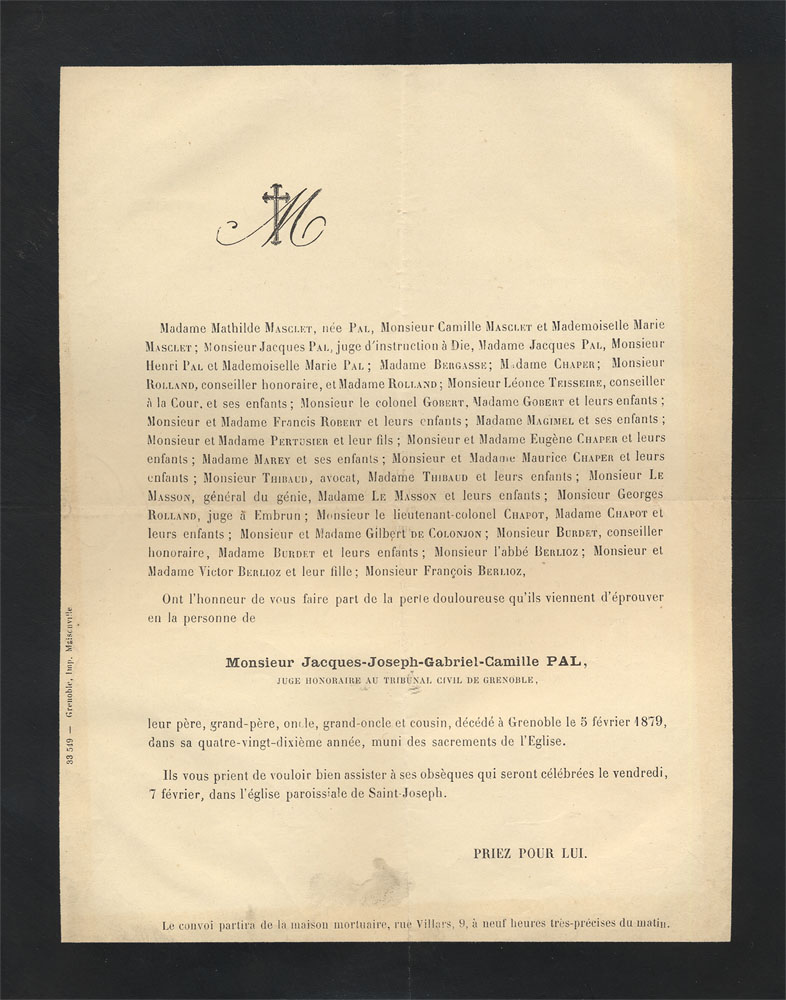 M
Madame Mathilde MASCLET, née PAL, Monsieur Camille MASCLET et Mademoiselle Marie
MASCLET ; Monsieur Jacques PAL, juge d'instruction à Die, Madame Jacques PAL, Monsieur
Henri PAL et Mademoiselle Marie PAL ; Madame BERGASSE ; Madame CHAPER ; Monsieur
ROLLAND, conseiller honoraire, et Madame ROLLAND ; Monsieur Léonce TEISSEIRE, conseiller
à la Cour, et ses enfants ; Monsieur le colonel GOBERT, Madame GOBERT et leurs enfants ;
Monsieur et Madame Francis ROBERT et leurs enfants ; Madame MAGIMEL et ses enfants ;
Monsieur et Madame PERTUSIER et leur fils ; Monsieur et Madame Eugène CHAPER et leurs
enfants ; Madame MAREY et ses enfants ; Monsieur et Madame Maurice CHAPER et leurs
enfants ; Monsieur THIBAUD, avocat, Madame THIBAUD et leurs enfants ; Monsieur LE
MASSON, général du génie, Madame LE MASSON et leurs enfants ; Monsieur Georges
ROLLAND, juge à Embrun ; Monsieur le lieutenant-colonel CHAPOT, Madame CHAPOT et
leurs enfants ; Monsieur et Madame Gilbert DE COLONJON ; Monsieur BURDET, conseiller
honoraire, Madame BURDET et leurs enfants ; Monsieur l'abbé BERLIOZ ; Monsieur et
Madame Victor BERLIOZ et leur fille ; Monsieur François BERLIOZ,
Ont l'honneur de vous faire part de la perte douloureuse qu'ils viennent d'éprouver
en la personne de
Monsieur Jacques-Joseph-Gabriel-Camille PAL,
JUGE HONORAIRE AU TRIBUNAL CIVIL DE GRENOBLE,
leur père, grand-père, oncle, grand-oncle et cousin, décédé à Grenoble le 5 février 1879,
dans sa quatre-vingt-dixième année, muni des sacrements de l'Eglise.
Ils vous prient de vouloir bien assister à ses obsèques qui seront célébrées le vendredi,
7 février, dans l'église paroissiale de Saint-Joseph.
PRIEZ POUR LUI.
Le convoi partira de la maison mortuaire, rue Villars, 9, à neuf heures très-précises du matin.
33 549 — Grenoble, Imp. Maisonville